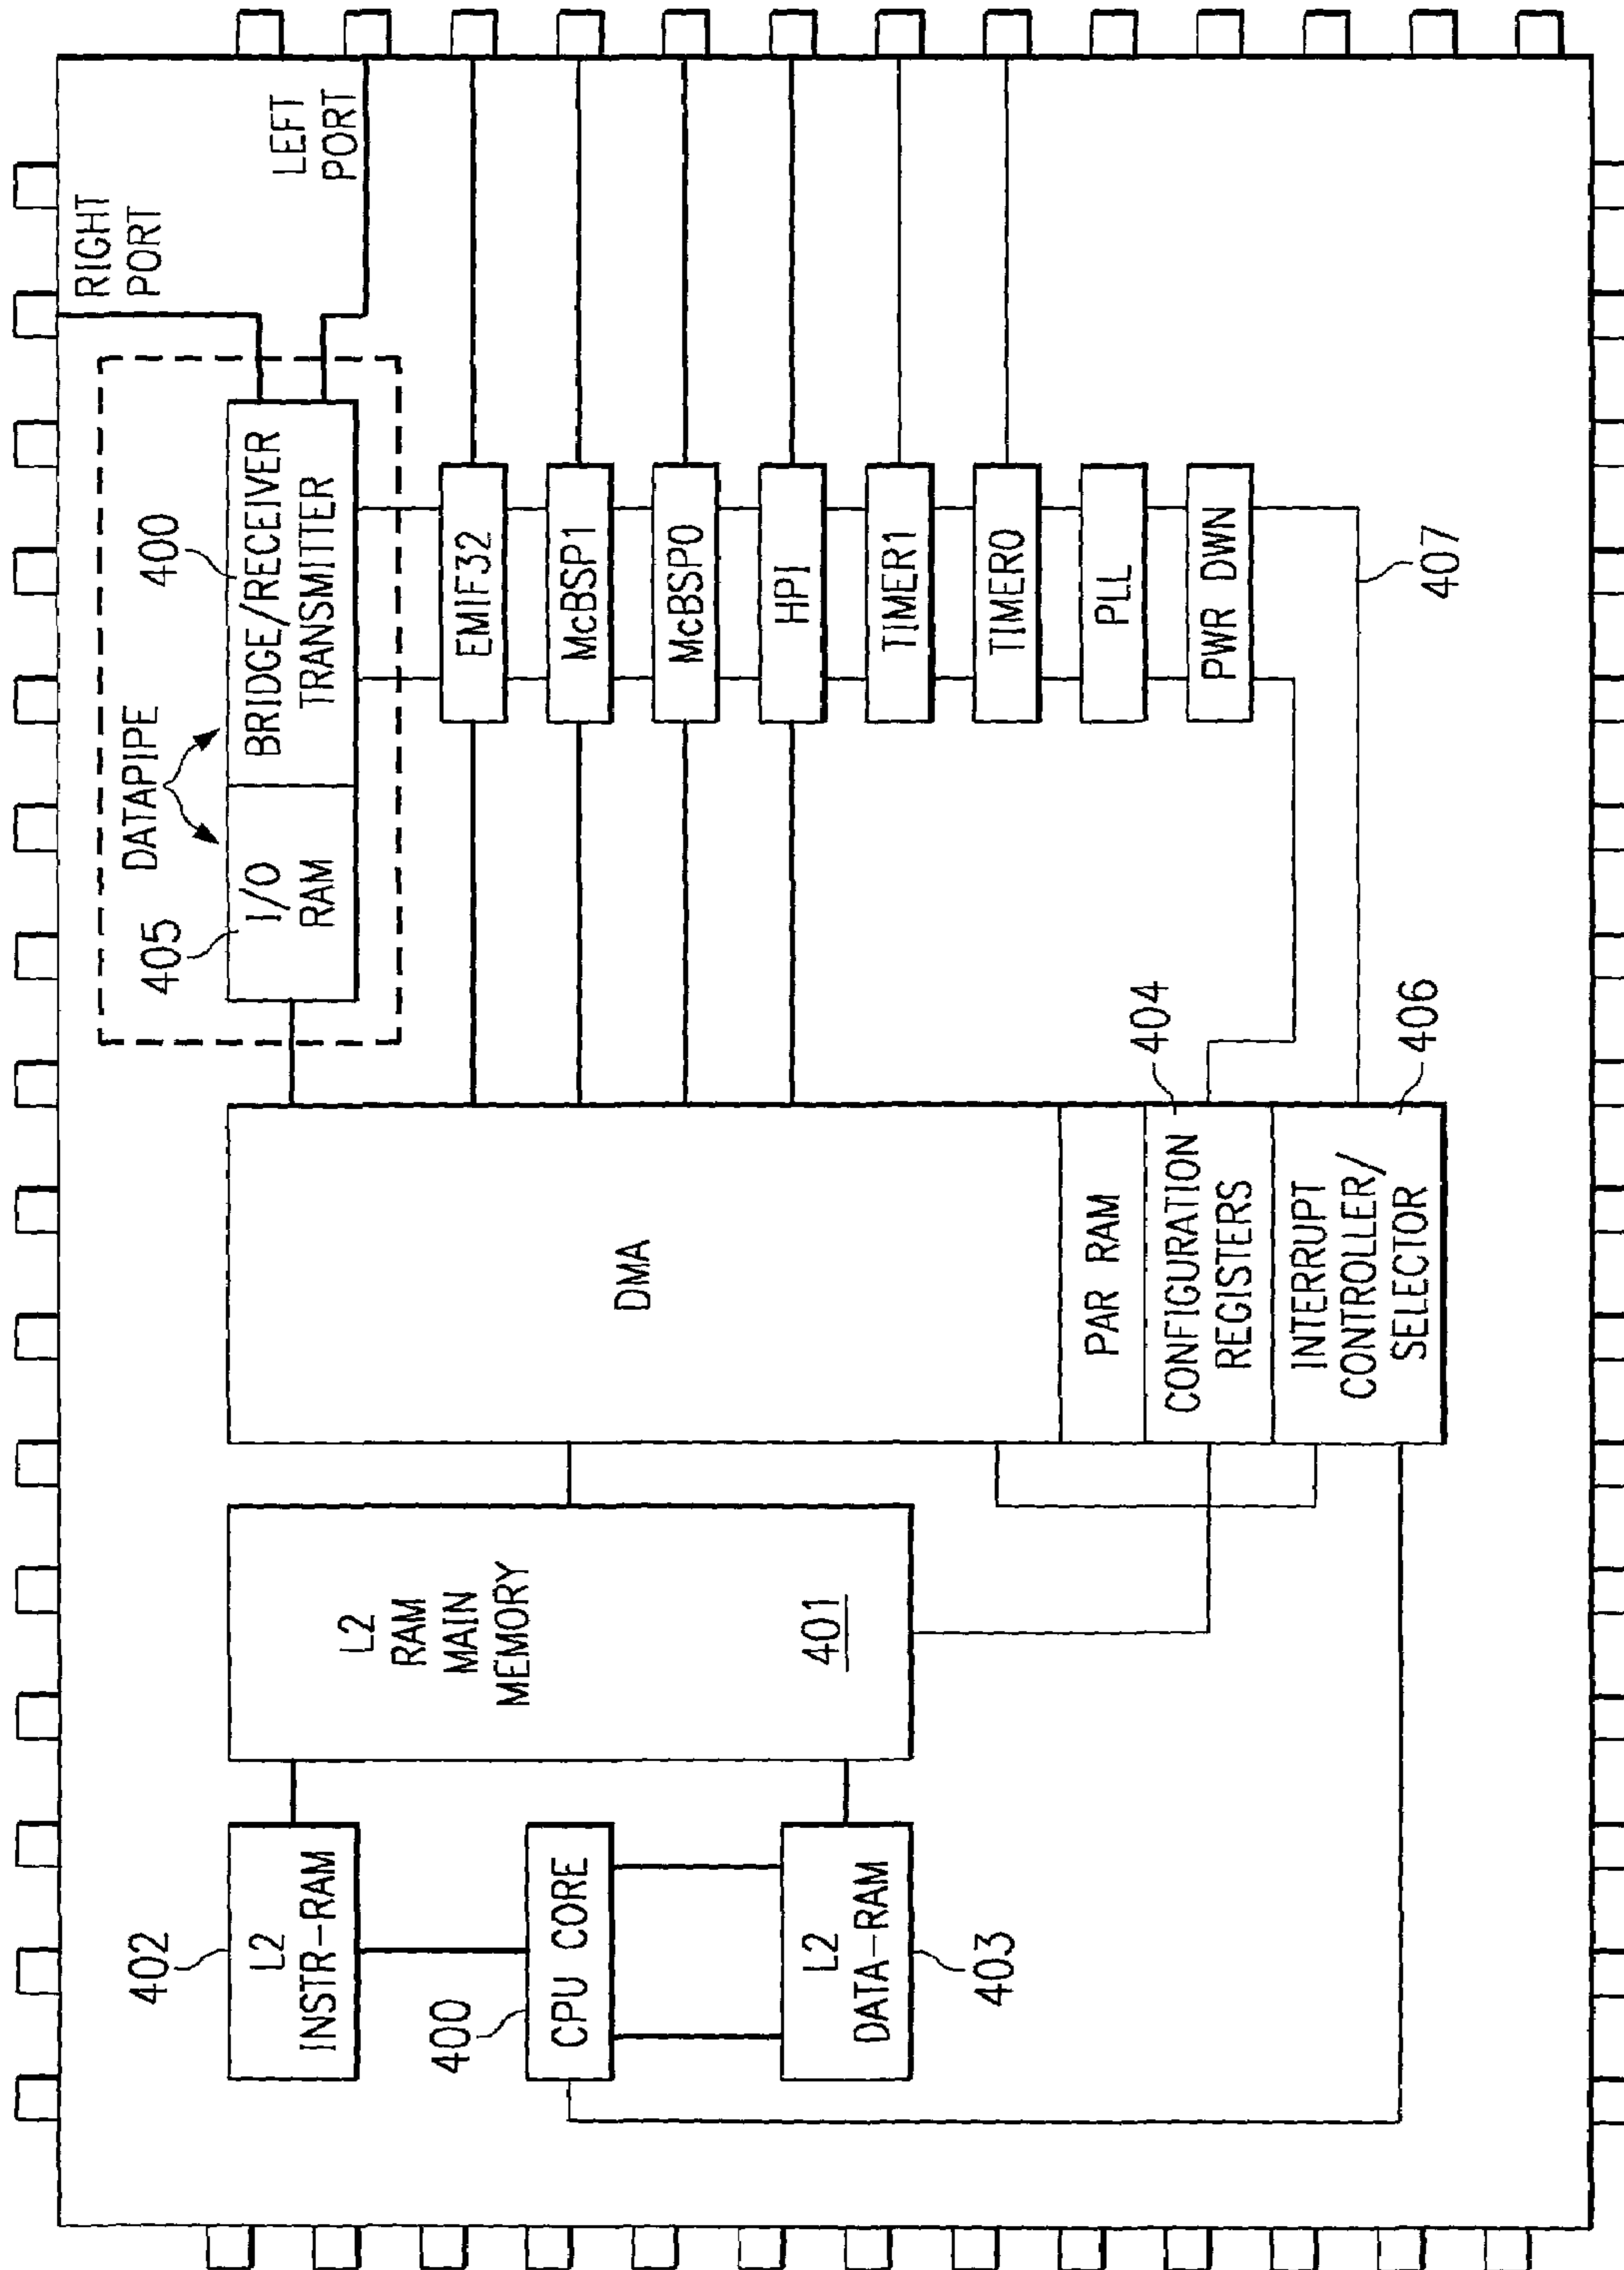 RIGHT
PORT
LEFT
PORT
DATAPIPE
405
400
I/O
RAM
BRIDGE/RECEIVER
TRANSMITTER
EMIF32
McBSP1
McBSP0
HPI
TIMER1
TIMER0
PLL
PWR DWN
407
DMA
PAR RAM
CONFIGURATION
REGISTERS
404
INTERRUPT
CONTROLLER/
SELECTOR
406
L2
RAM
MAIN
MEMORY
401
402
L2
INSTR-RAM
400
CPU CORE
L2
DATA-RAM
403